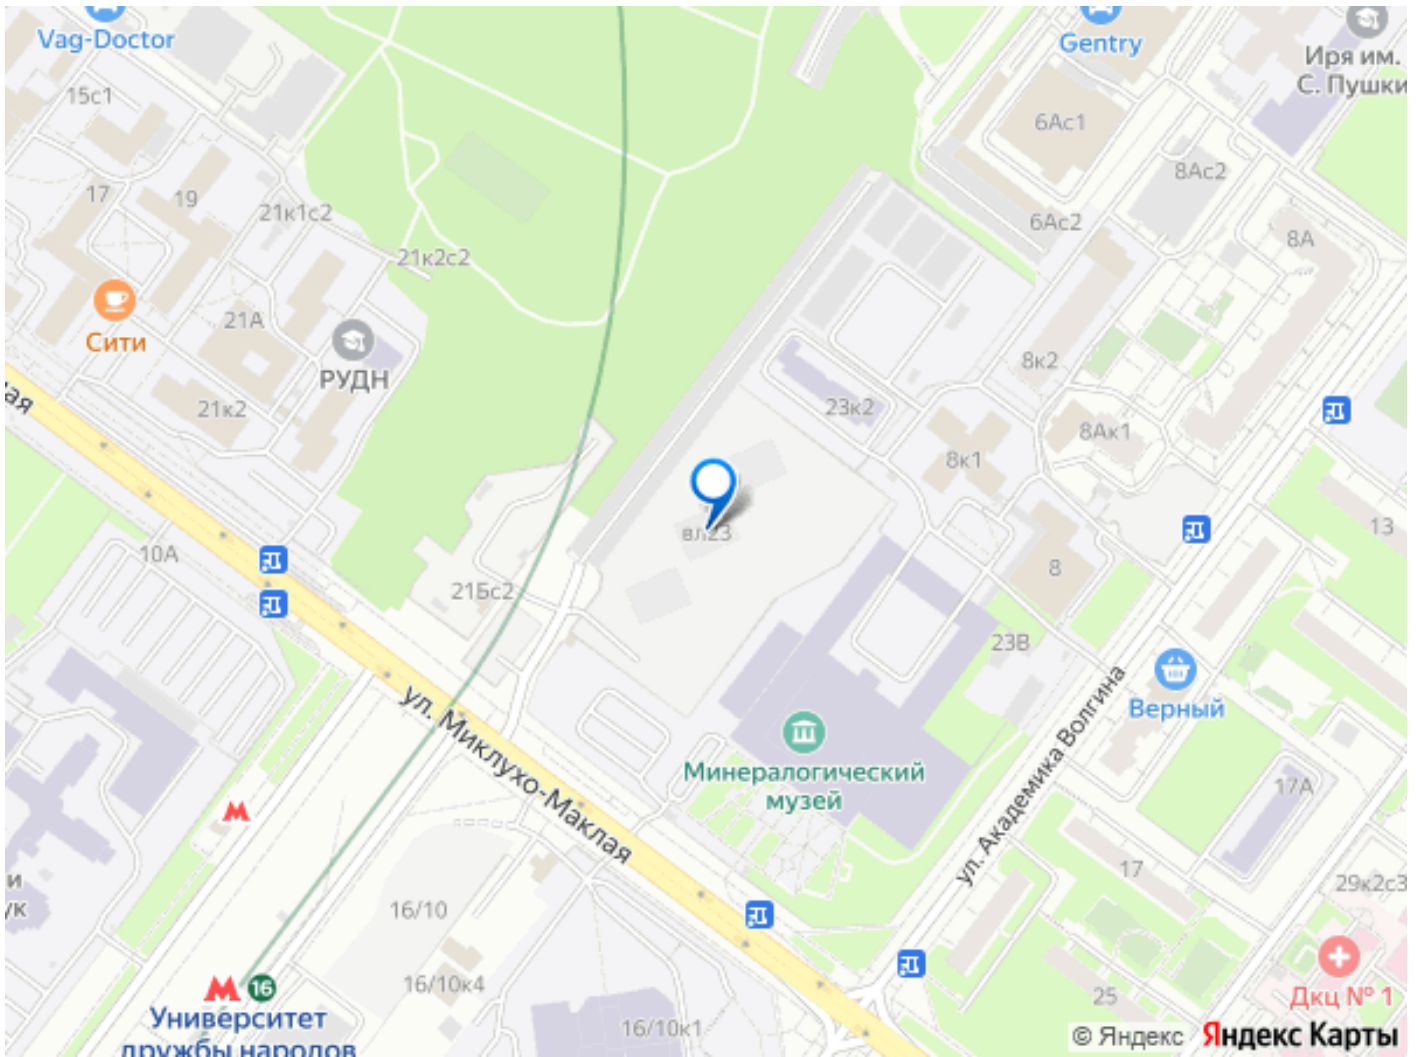 Vag-Doctor
Gentry
Иря им.
С. Пушки
15с1
6Ас1
8Ас2
17
19
21к1с2
6Ас2
8А
21к2с2
21А
Сити
РУДН
8к2
21к2
23к2
8Ак1
8к1
вл23
13
10А
8
21Бс2
23В
Верный
ул. Миклухо-Маклая
ул. Академика Волгина
Минералогический
музей
17А
17
29к2с3
16/10
16/10к4
16
Университет
дружбы народов
16/10к1
25
Дкц № 1
© Яндекс
Яндекс Карты